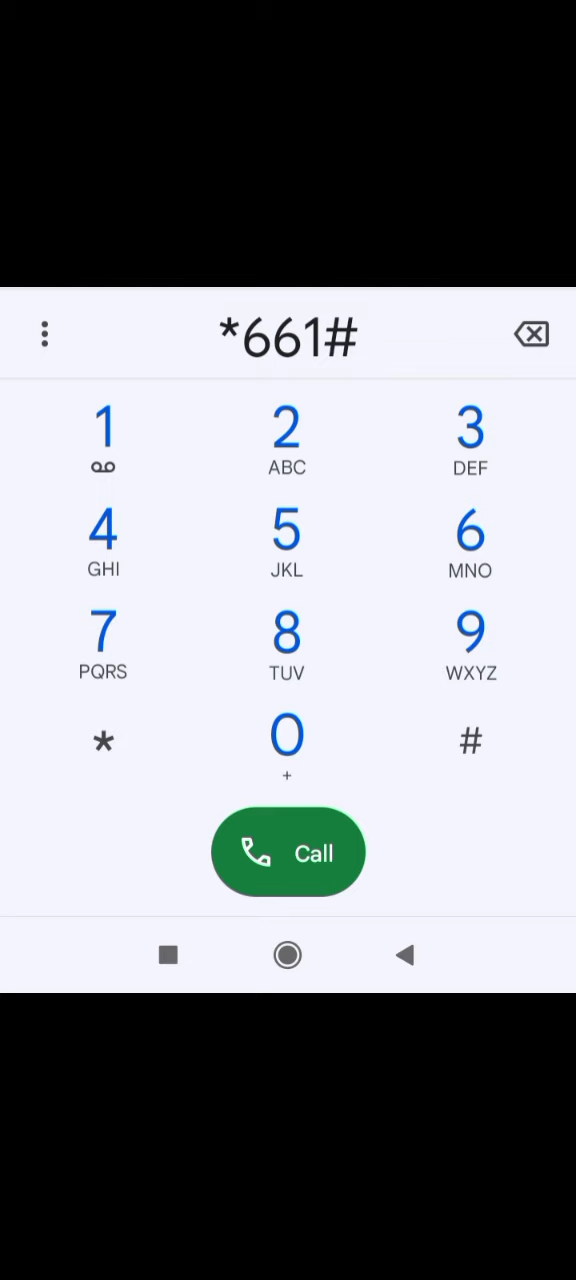 *661#
1 2 3
ABC DEF
4 5 6
GHI JKL MNO
7 8 9
PQRS TUV WXYZ
* 0 #
+
Call